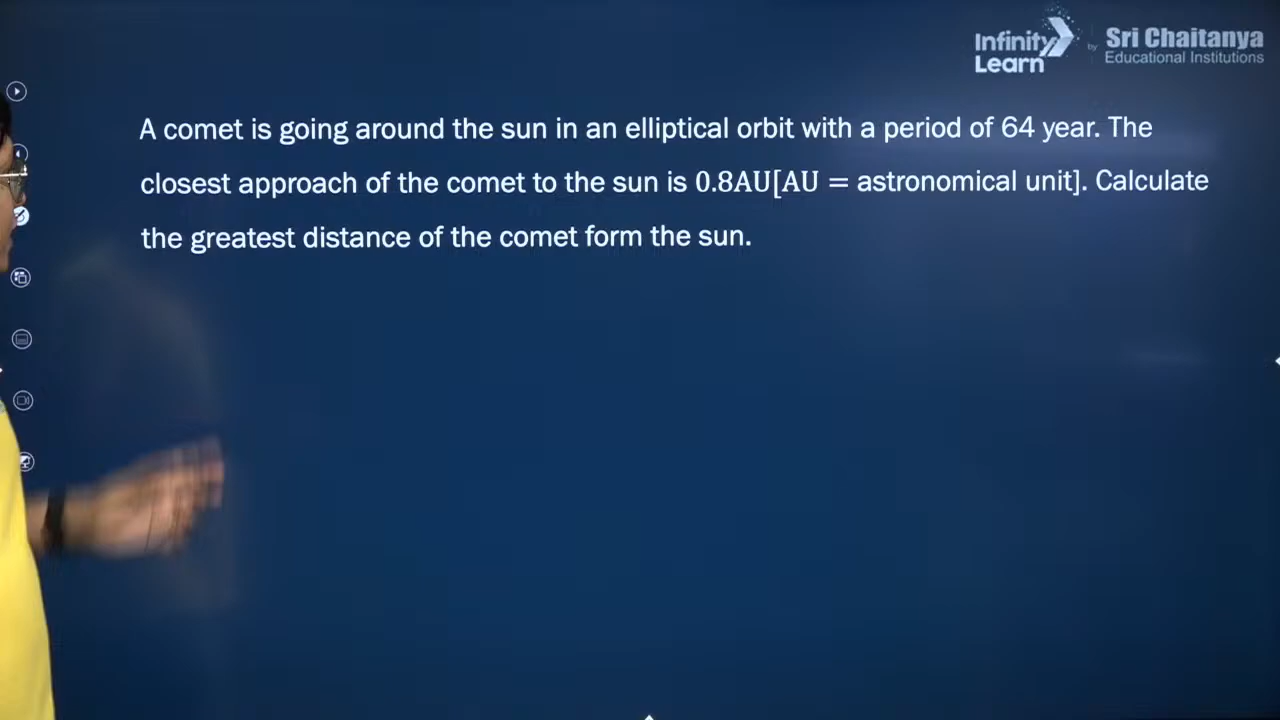 Infinity
Learn
by
Sri Chaitanya
Educational Institutions
A comet is going around the sun in an elliptical orbit with a period of 64 year. The
closest approach of the comet to the sun is 0.8AU[AU = astronomical unit]. Calculate
the greatest distance of the comet form the sun.